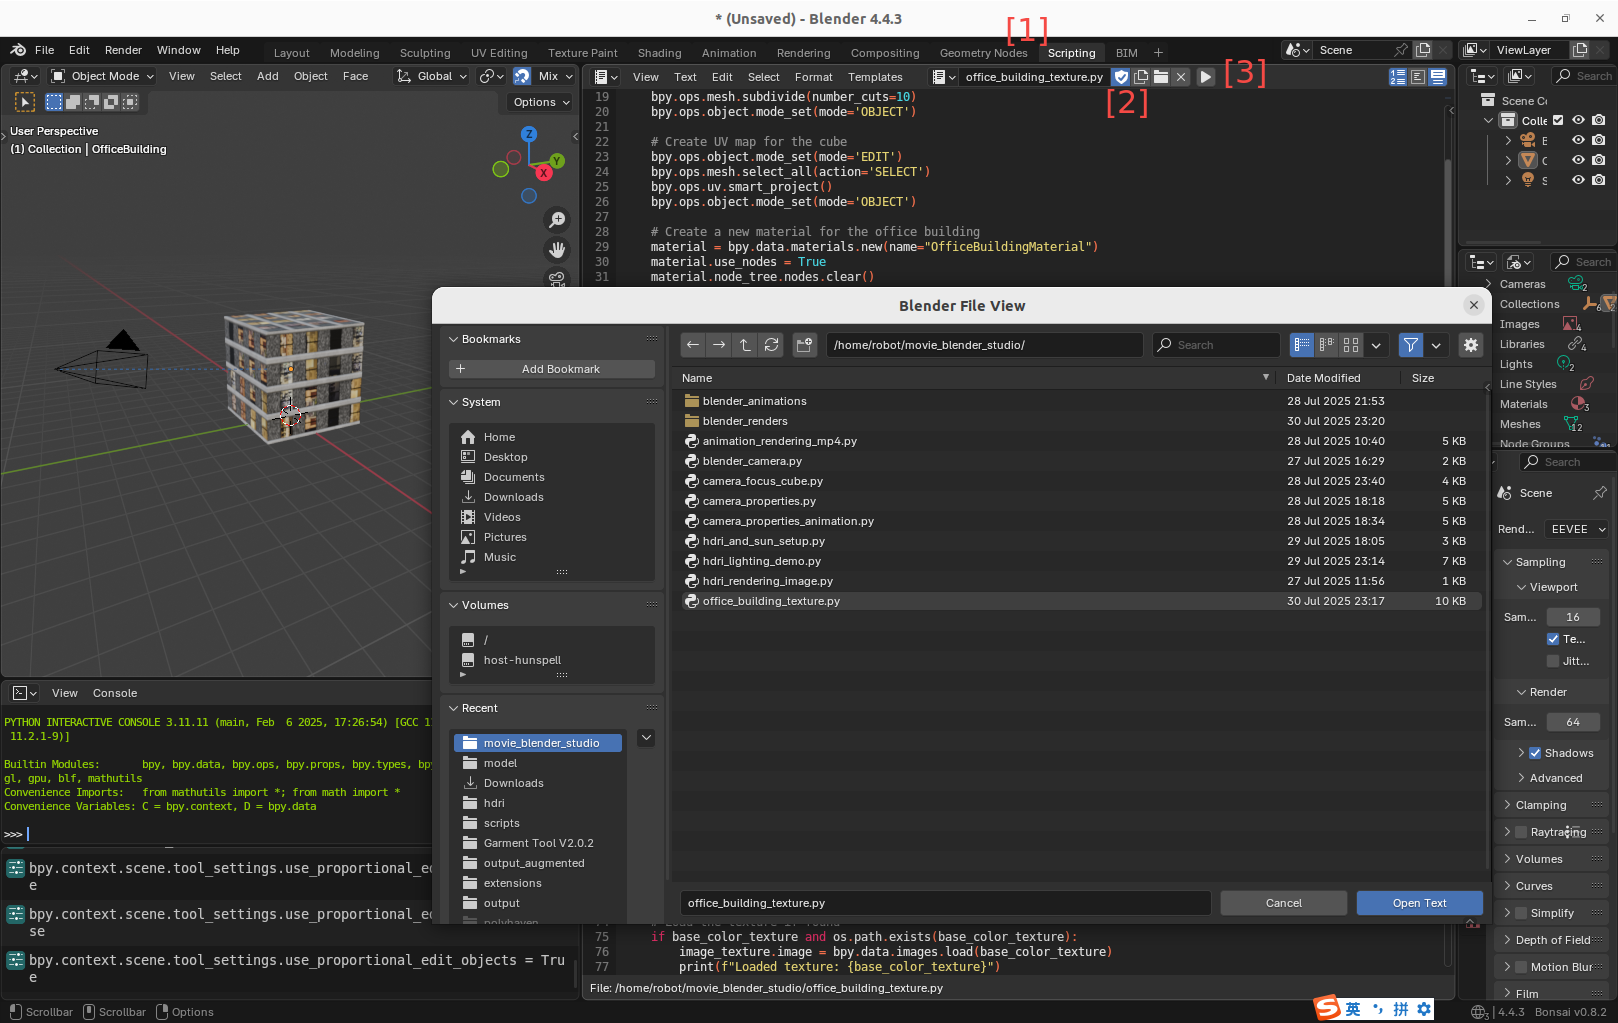 * (Unsaved) - Blender 4.4.3
[1]
File Edit Render Window Help
Layout Modeling Sculpting UV Editing Texture Paint Shading Animation Rendering Compositing Geometry Nodes Scripting BIM +
Scene
ViewLayer
Object Mode View Select Add Object Face Global Mix
View Text Edit Select Format Templates office_building_texture.py
[3]
Search
Options
[2]
User Perspective
(1) Collection | OfficeBuilding
Z
Y
X
19 bpy.ops.mesh.subdivide(number_cuts=10)
20 bpy.ops.object.mode_set(mode='OBJECT')
21
22 # Create UV map for the cube
23 bpy.ops.object.mode_set(mode='EDIT')
24 bpy.ops.mesh.select_all(action='SELECT')
25 bpy.ops.uv.smart_project()
26 bpy.ops.object.mode_set(mode='OBJECT')
27
28 # Create a new material for the office building
29 material = bpy.data.materials.new(name="OfficeBuildingMaterial")
30 material.use_nodes = True
31 material.node_tree.nodes.clear()
Scene Cc
Colle
Search
Cameras 2
Collections 6
Images 4
Libraries 4
Lights 2
Line Styles
Materials 3
Meshes 12
Node Groups
Blender File View
Bookmarks
+ Add Bookmark
System
Home
Desktop
Documents
Downloads
Videos
Pictures
Music
Volumes
/
host-hunspell
Recent
movie_blender_studio
model
Downloads
hdri
scripts
Garment Tool V2.0.2
output_augmented
extensions
output
polyhaven
/home/robot/movie_blender_studio/
Search
Name Date Modified Size
blender_animations 28 Jul 2025 21:53
blender_renders 30 Jul 2025 23:20
animation_rendering_mp4.py 28 Jul 2025 10:40 5 KB
blender_camera.py 27 Jul 2025 16:29 2 KB
camera_focus_cube.py 28 Jul 2025 23:40 4 KB
camera_properties.py 28 Jul 2025 18:18 5 KB
camera_properties_animation.py 28 Jul 2025 18:34 5 KB
hdri_and_sun_setup.py 29 Jul 2025 18:05 3 KB
hdri_lighting_demo.py 29 Jul 2025 23:14 7 KB
hdri_rendering_image.py 27 Jul 2025 11:56 1 KB
office_building_texture.py 30 Jul 2025 23:17 10 KB
office_building_texture.py
Cancel
Open Text
Search
Scene
Rend... EEVEE
Sampling
Viewport
Sam... 16
Te...
Jitt...
Render
Sam... 64
Shadows
Advanced
Clamping
Raytracing
Volumes
Curves
Simplify
Depth of Field
Motion Blur
Film
View Console
PYTHON INTERACTIVE CONSOLE 3.11.11 (main, Feb  6 2025, 17:26:54) [GCC 1
11.2.1-9)]
Builtin Modules: bpy, bpy.data, bpy.ops, bpy.props, bpy.types, bpy
gl, gpu, blf, mathutils
Convenience Imports: from mathutils import *; from math import *
Convenience Variables: C = bpy.context, D = bpy.data
>>>
bpy.context.scene.tool_settings.use_proportional_e
e
bpy.context.scene.tool_settings.use_proportional_e
se
bpy.context.scene.tool_settings.use_proportional_edit_objects = Tru
e
75 if base_color_texture and os.path.exists(base_color_texture):
76 image_texture.image = bpy.data.images.load(base_color_texture)
77 print(f"Loaded texture: {base_color_texture}")
File: /home/robot/movie_blender_studio/office_building_texture.py
Scrollbar Scrollbar Options
S 英 拼
4.4.3 Bonsai v0.8.2